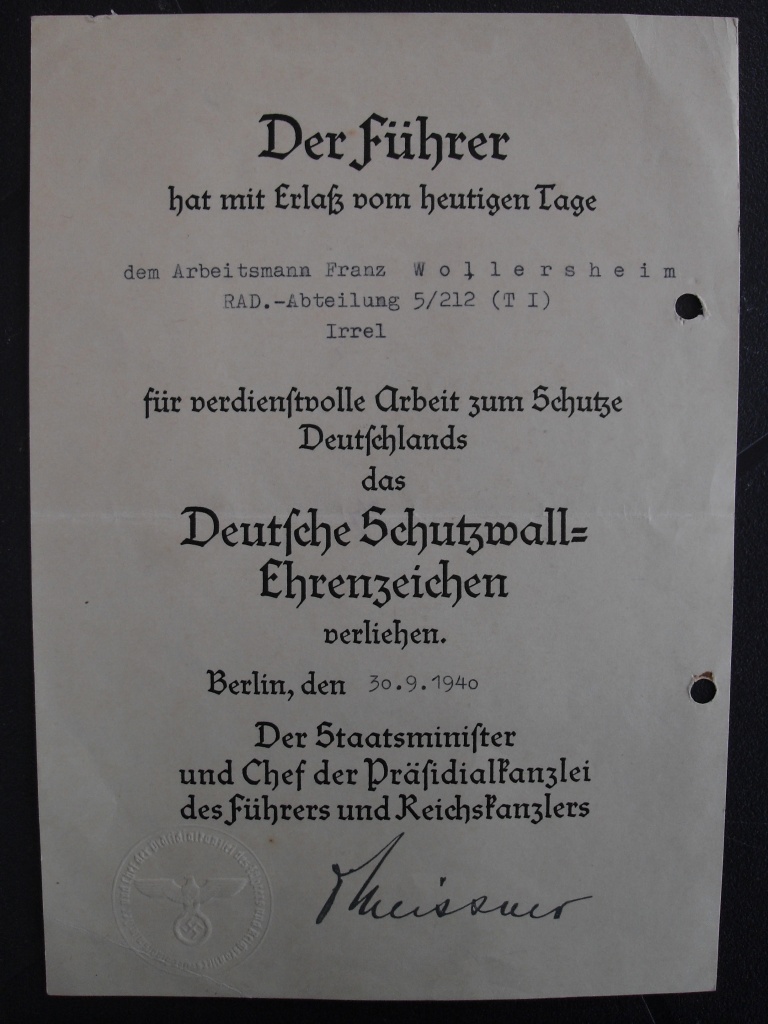 Der Führer
hat mit Erlaß vom heutigen Tage
dem Arbeitsmann Franz W o l l e r s h e i m
RAD.-Abteilung 5/212 (T I)
Irrel
für verdienstvolle Arbeit zum Schutze
Deutschlands
das
Deutsche Schutzwall=
Ehrenzeichen
verliehen.
Berlin, den 30.9.1940
Der Staatsminister
und Chef der Präsidialkanzlei
des Führers und Reichskanzlers
Meissner